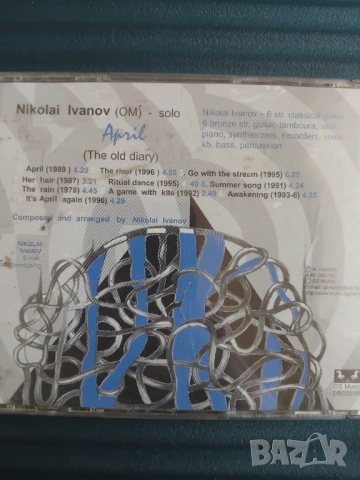 Nikolai Ivanov (OM) - solo
April
(The old diary)
April (1989 ) 4.20 The river (1996 ) 4.50 Go with the stream (1995) 6.25
Her hair (1987) 3.21 Ritual dance (1995) Summer song (1991) 4.24
The rain (1978) 4.45 A game with kite (1992) 2.40 Awakening (1993-6) 4.35
It's April again (1996) 4.29
Composed and arranged by Nikolai Ivanov
Nikolai Ivanov - 6 str. classical guitar
bronze str. guitar, tamboura,
piano, synthesizers, recorders,
kb, bass, percussion
NIKOLAI
IVANOV
DS Music
bazar.bg